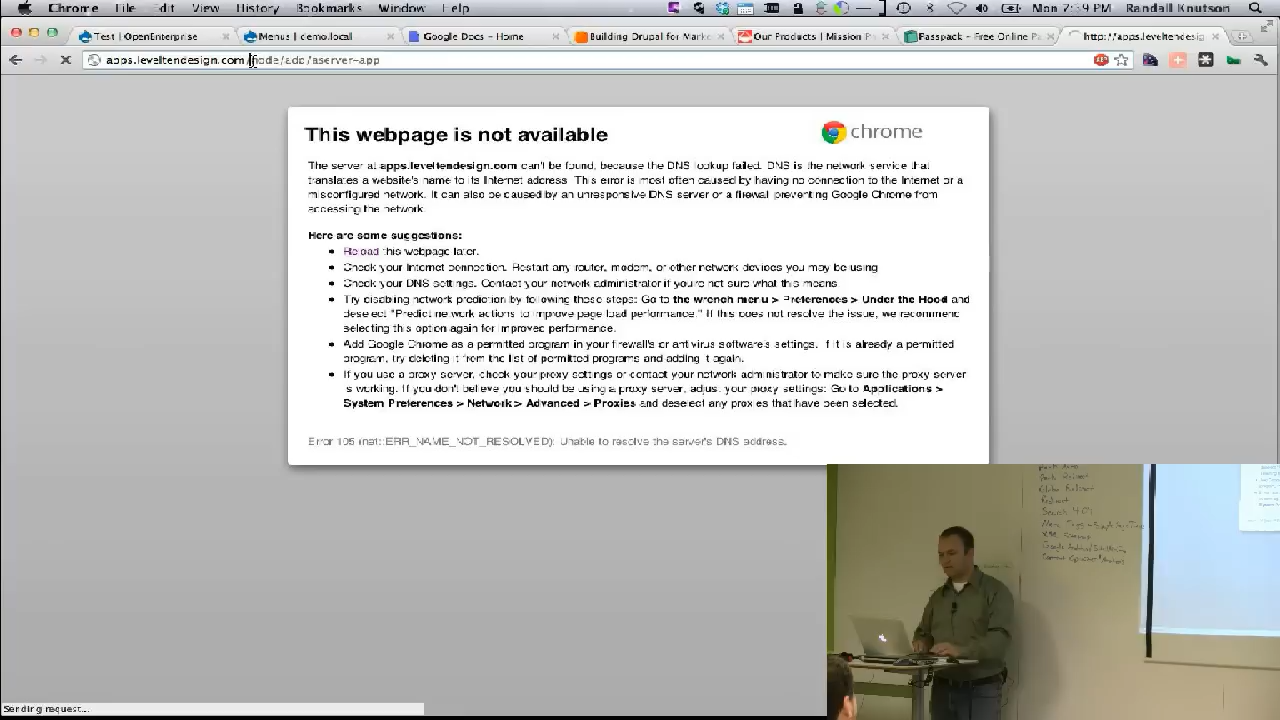 Chrome File Edit View History Bookmarks Window Help Mon 7:59 PM Randall Knutson
Test | OpenEnterprise Menus | demo.local Google Docs - Home Building Drupal for Marke Our Products | Mission P Passpack - Free Online Pa http://apps.leveltendesign
apps.leveltendesign.com/node/add/aserver-app
This webpage is not available
chrome
The server at apps.leveltendesign.com can't be found, because the DNS lookup failed. DNS is the network service that
translates a website's name to its Internet address. This error is most often caused by having no connection to the Internet or a
misconfigured network. It can also be caused by an unresponsive DNS server or a firewall preventing Google Chrome from
accessing the network.
Here are some suggestions:
Reload this webpage later.
Check your Internet connection. Restart any router, modem, or other network devices you may be using
Check your DNS settings. Contact your network administrator if you're not sure what this means.
Try disabling network prediction by following these steps: Go to the wrench menu > Preferences > Under the Hood and
deselect "Predict network actions to improve page load performance." If this does not resolve the issue, we recommend
selecting this option again for improved performance.
Add Google Chrome as a permitted program in your firewall's or antivirus software's settings. If it is already a permitted
program, try deleting it from the list of permitted programs and adding it again.
If you use a proxy server, check your proxy settings or contact your network administrator to make sure the proxy server
is working. If you don't believe you should be using a proxy server, adjust your proxy settings: Go to Applications >
System Preferences > Network > Advanced > Proxies and deselect any proxies that have been selected.
Error 105 (net::ERR_NAME_NOT_RESOLVED): Unable to resolve the server's DNS address.
Global Redirect
Redirect
Search 404
Sending request...